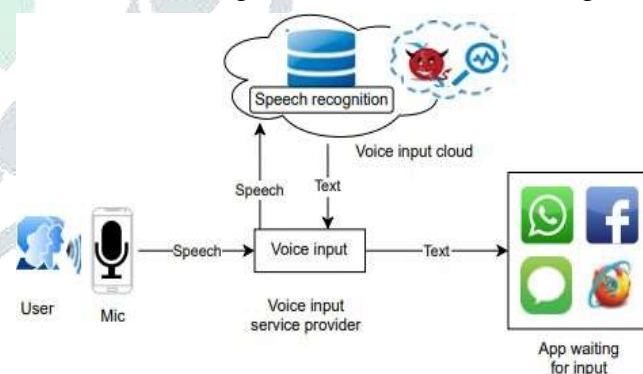 Speech recognition
Voice input cloud
Speech
Text
Speech
Voice input
Text
User
Mic
Voice input
service provider
App waiting
for input